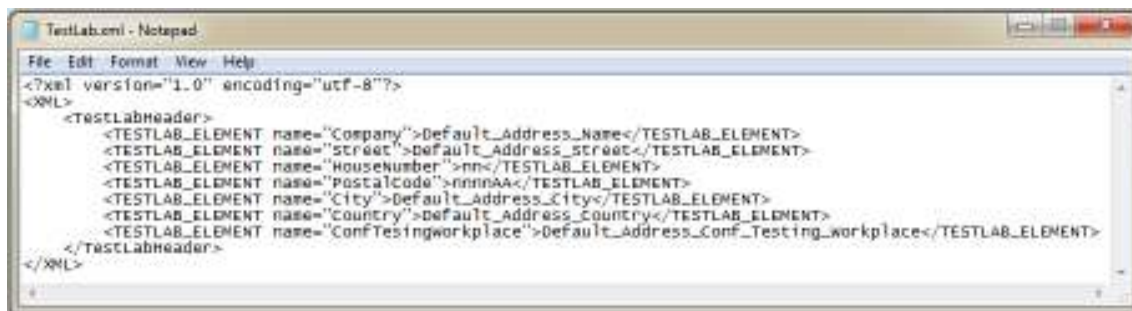 TestLab.xml - Notepad
File Edit Format View Help
<?xml version="1.0" encoding="utf-8"?>
<XML>
    <TestLabHeader>
        <TESTLAB_ELEMENT name="Company">Default_Address_Name</TESTLAB_ELEMENT>
        <TESTLAB_ELEMENT name="Street">Default_Address_Street</TESTLAB_ELEMENT>
        <TESTLAB_ELEMENT name="HouseNumber">nn</TESTLAB_ELEMENT>
        <TESTLAB_ELEMENT name="PostalCode">nnnnAA</TESTLAB_ELEMENT>
        <TESTLAB_ELEMENT name="City">Default_Address_City</TESTLAB_ELEMENT>
        <TESTLAB_ELEMENT name="Country">Default_Address_Country</TESTLAB_ELEMENT>
        <TESTLAB_ELEMENT name="ConfTesingWorkplace">Default_Address_Conf_Testing_Workplace</TESTLAB_ELEMENT>
    </TestLabHeader>
</XML>